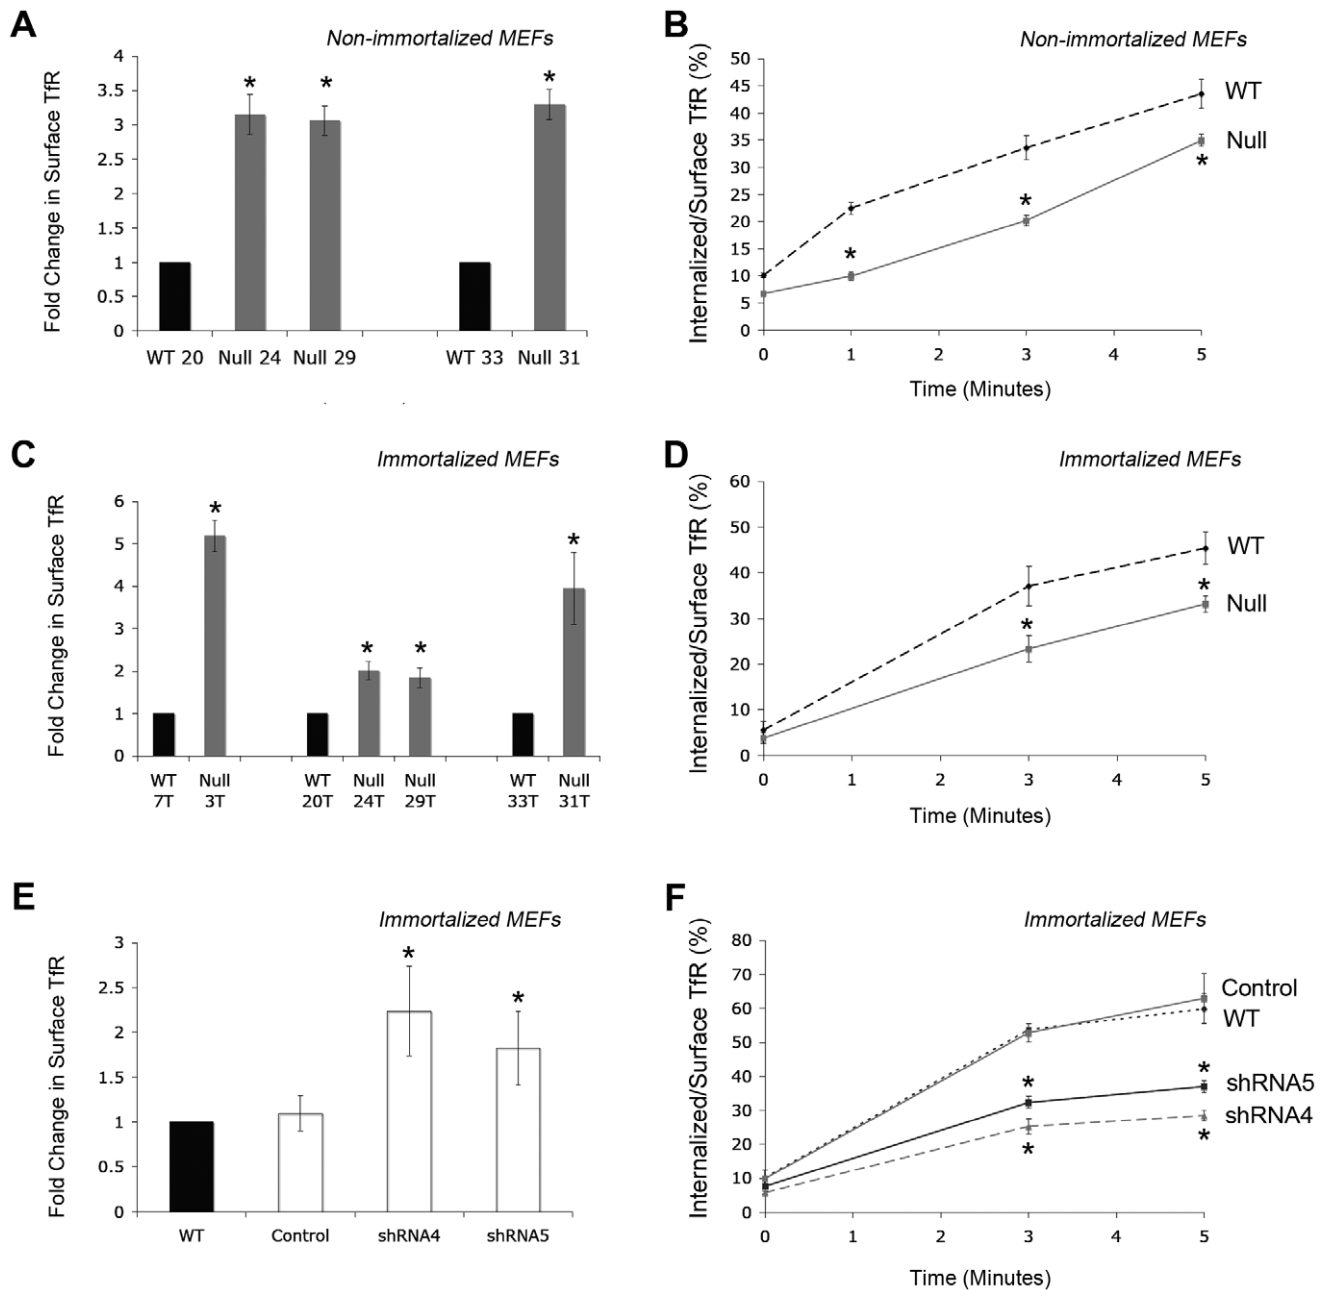 A
Non-immortalized MEFs
Fold Change in Surface TfR
4
3.5
3
2.5
2
1.5
1
0.5
0
* * *
WT 20 Null 24 Null 29 WT 33 Null 31
B
Non-immortalized MEFs
Internalized/Surface TfR (%)
50
45
40
35
30
25
20
15
10
5
0
WT
Null
* * *
0 1 2 3 4 5
Time (Minutes)
C
Immortalized MEFs
Fold Change in Surface TfR
6
5
4
3
2
1
0
* * * *
WT Null WT Null Null WT Null
7T 3T 20T 24T 29T 33T 31T
D
Immortalized MEFs
Internalized/Surface TfR (%)
60
50
40
30
20
10
0
WT
Null
* *
0 1 2 3 4 5
Time (Minutes)
E
Immortalized MEFs
Fold Change in Surface TfR
3
2.5
2
1.5
1
0.5
0
* *
WT Control shRNA4 shRNA5
F
Immortalized MEFs
Internalized/Surface TfR (%)
80
70
60
50
40
30
20
10
0
Control
WT
* *
shRNA5
shRNA4
* *
0 1 2 3 4 5
Time (Minutes)